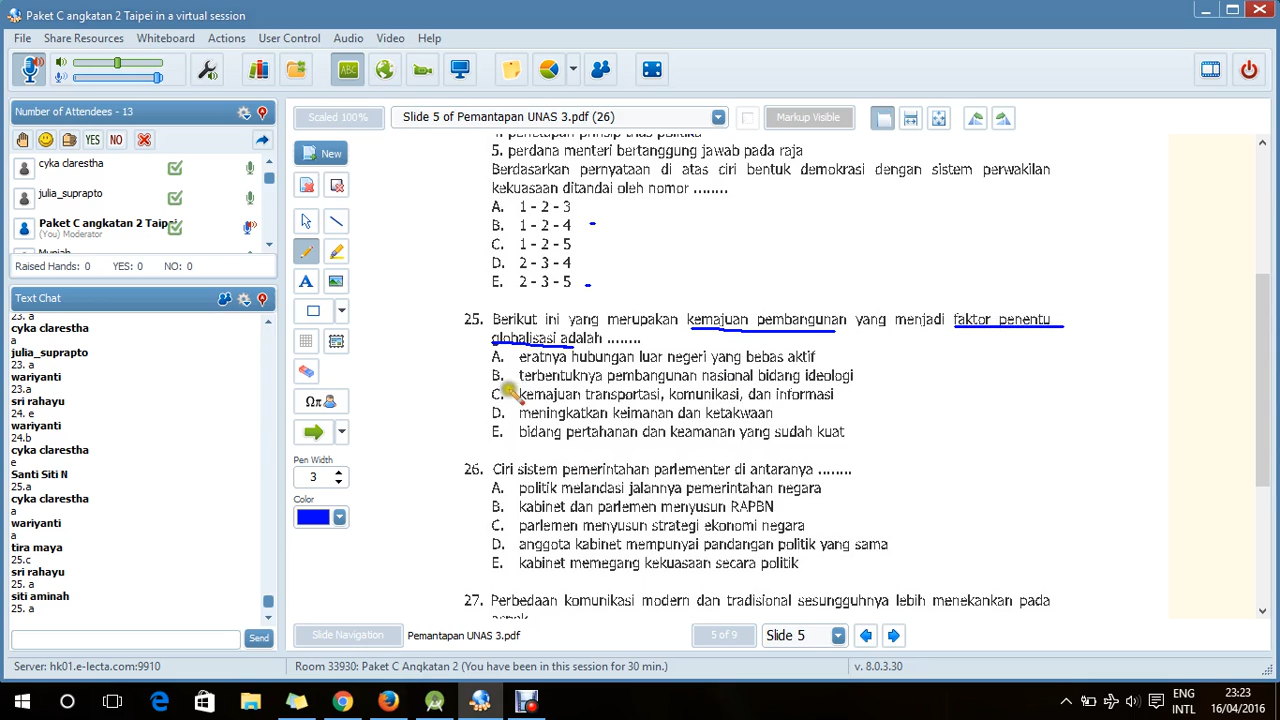 Paket C angkatan 2 Taipei in a virtual session
File Share Resources Whiteboard Actions User Control Audio Video Help
ABC
Number of Attendees - 13
YES NO
cyka clarestha
julia_suprapto
Paket C angkatan 2 Taipei
(You) Moderator
Raised Hands: 0 YES: 0 NO: 0
Text Chat
23. a
cyka clarestha
a
julia_suprapto
23. a
wariyanti
23.a
sri rahayu
24. e
wariyanti
24.b
cyka clarestha
e
Santi Siti N
25.a
cyka clarestha
a
wariyanti
tira maya
25.c
sri rahayu
25. a
siti aminah
25. a
Send
Scaled 100%
Slide 5 of Pemantapan UNAS 3.pdf (26)
Markup Visible
New
A
Ωπ
Pen Width
3
Color
5. perdana menteri bertanggung jawab pada raja
Berdasarkan pernyataan di atas ciri bentuk demokrasi dengan sistem perwakilan
kekuasaan ditandai oleh nomor ........
A. 1 - 2 - 3
B. 1 - 2 - 4
C. 1 - 2 - 5
D. 2 - 3 - 4
E. 2 - 3 - 5
25. Berikut ini yang merupakan kemajuan pembangunan yang menjadi faktor penentu
globalisasi adalah ........
A. eratnya hubungan luar negeri yang bebas aktif
B. terbentuknya pembangunan nasional bidang ideologi
C. kemajuan transportasi, komunikasi, dan informasi
D. meningkatkan keimanan dan ketakwaan
E. bidang pertahanan dan keamanan yang sudah kuat
26. Ciri sistem pemerintahan parlementer di antaranya ........
A. politik melandasi jalannya pemerintahan negara
B. kabinet dan parlemen menyusun RAPBN
C. parlemen menyusun strategi ekonomi negara
D. anggota kabinet mempunyai pandangan politik yang sama
E. kabinet memegang kekuasaan secara politik
27. Perbedaan komunikasi modern dan tradisional sesungguhnya lebih menekankan pada
Slide Navigation
Pemantapan UNAS 3.pdf
5 of 9
Slide 5
Server: hk01.e-lecta.com:9910
Room 33930: Paket C Angkatan 2 (You have been in this session for 30 min.)
v. 8.0.3.30
ENG
INTL
23:23
16/04/2016